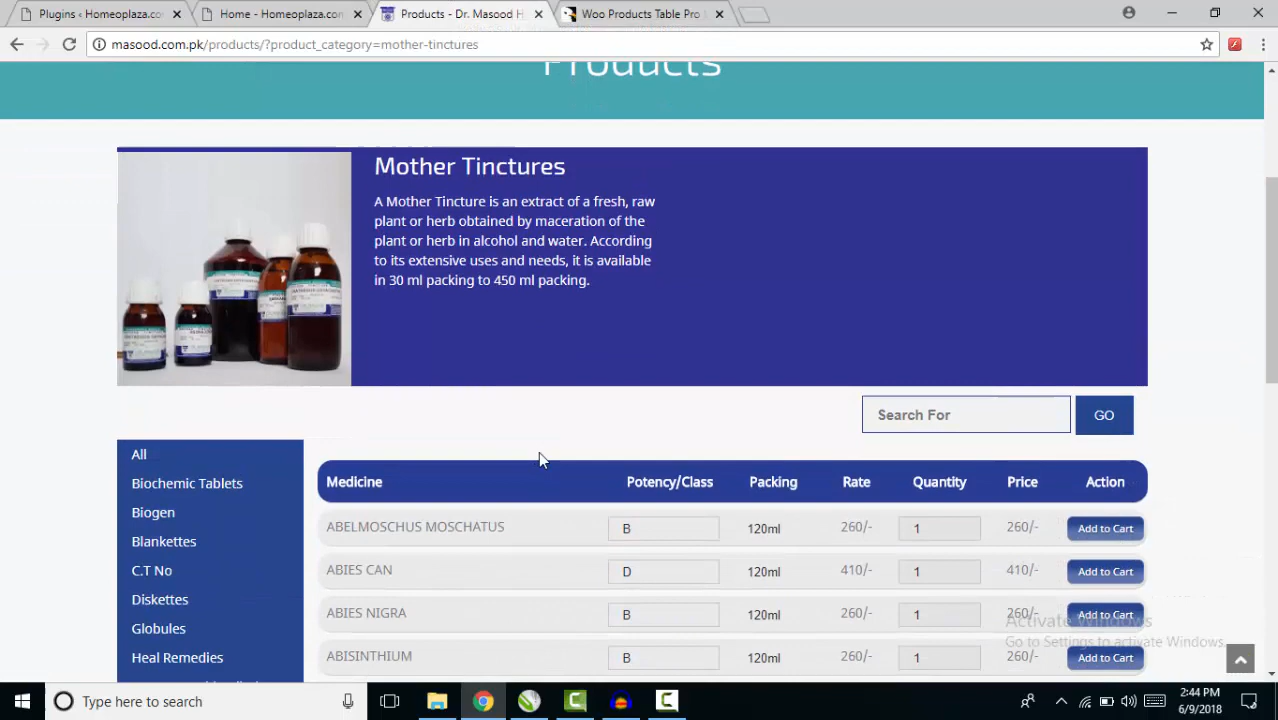 Plugins ‹ Homeoplaza.com
Home - Homeoplaza.com
Products - Dr. Masood H
Woo Products Table Pro
masood.com.pk/products/?product_category=mother-tinctures
Products
Mother Tinctures
A Mother Tincture is an extract of a fresh, raw
plant or herb obtained by maceration of the
plant or herb in alcohol and water. According
to its extensive uses and needs, it is available
in 30 ml packing to 450 ml packing.
Search For GO
All
Biochemic Tablets
Biogen
Blankettes
C.T No
Diskettes
Globules
Heal Remedies
Medicine Potency/Class Packing Rate Quantity Price Action
ABELMOSCHUS MOSCHATUS B 120ml 260/- 1 260/- Add to Cart
ABIES CAN D 120ml 410/- 1 410/- Add to Cart
ABIES NIGRA B 120ml 260/- 1 260/- Add to Cart
ABISINTHIUM B 120ml 260/- 1 260/- Add to Cart
Activate Windows
Go to Settings to activate Windows.
Type here to search
2:44 PM
6/9/2018